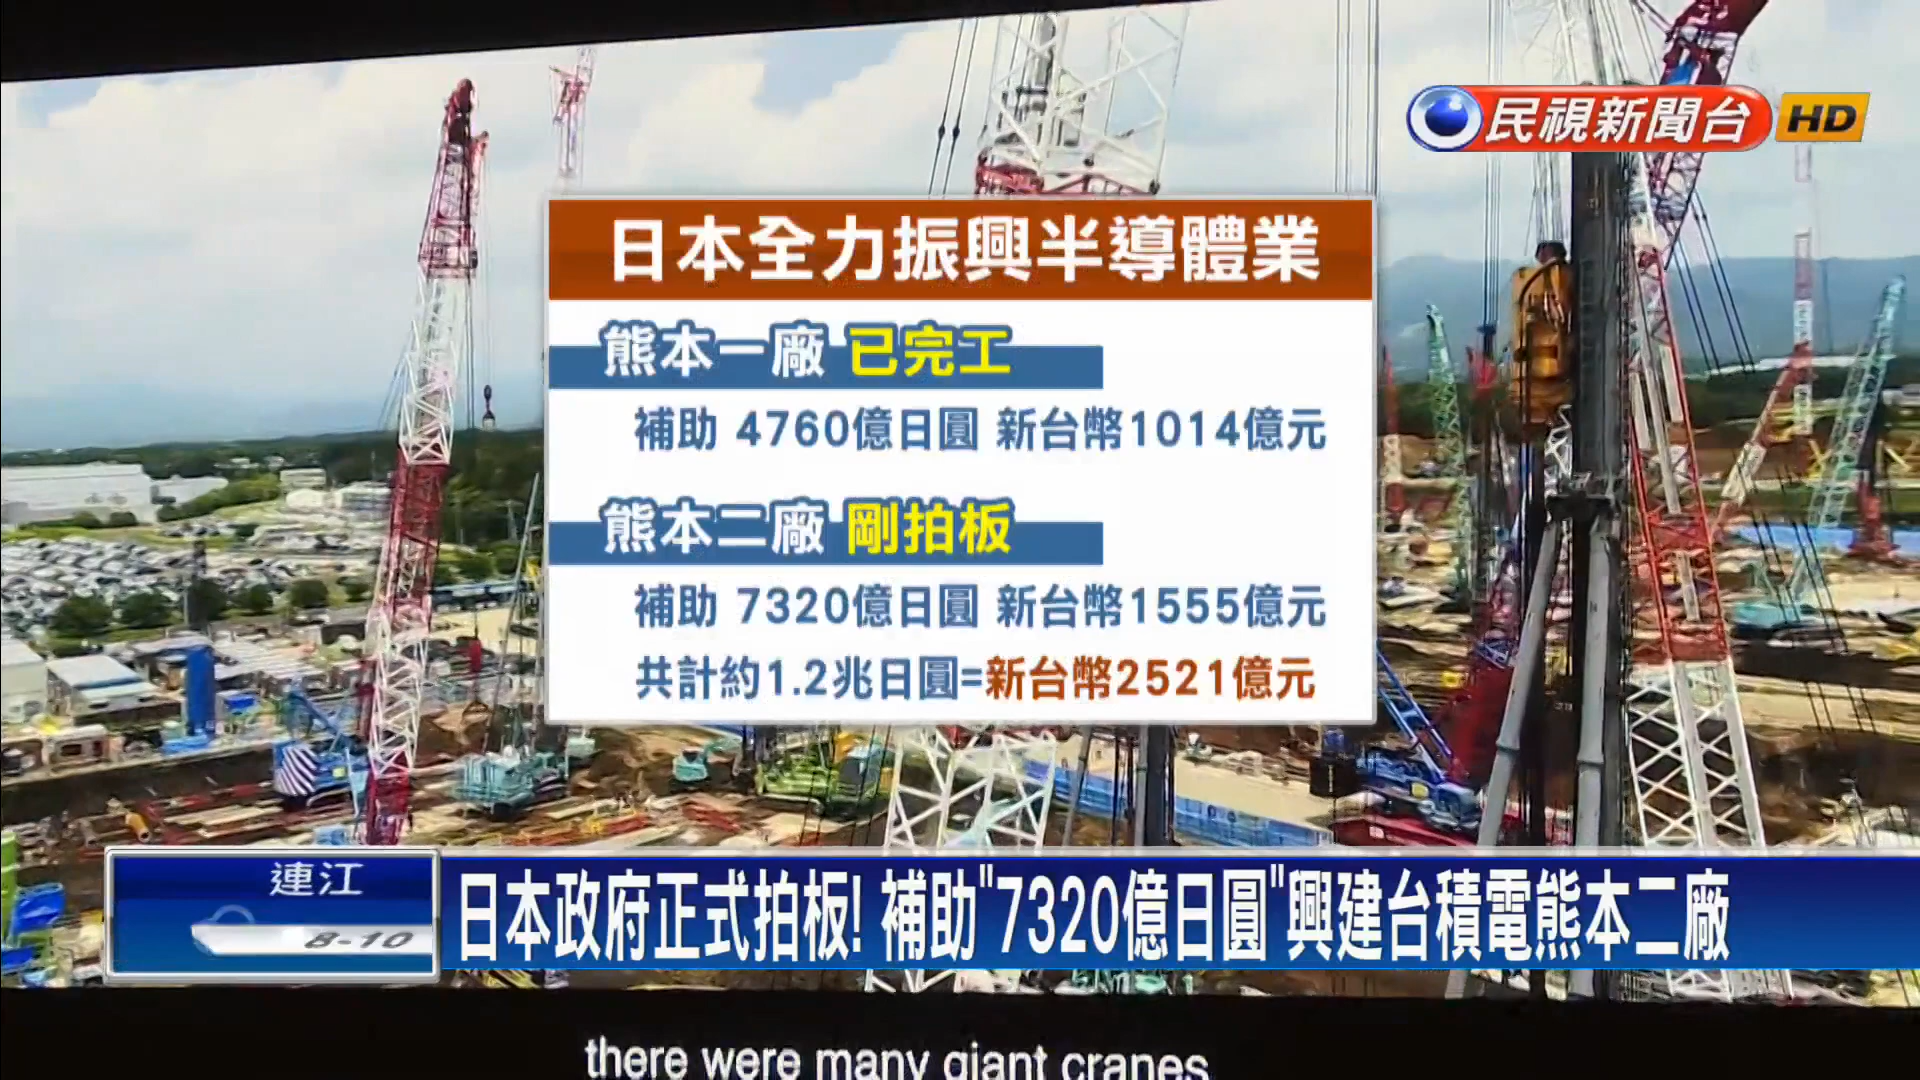 民視新聞台 HD
日本全力振興半導體業
熊本一廠 已完工
補助 4760億日圓 新台幣1014億元
熊本二廠 剛拍板
補助 7320億日圓 新台幣1555億元
共計約1.2兆日圓=新台幣2521億元
連江
8-10
日本政府正式拍板! 補助"7320億日圓"興建台積電熊本二廠
there were many giant cranes